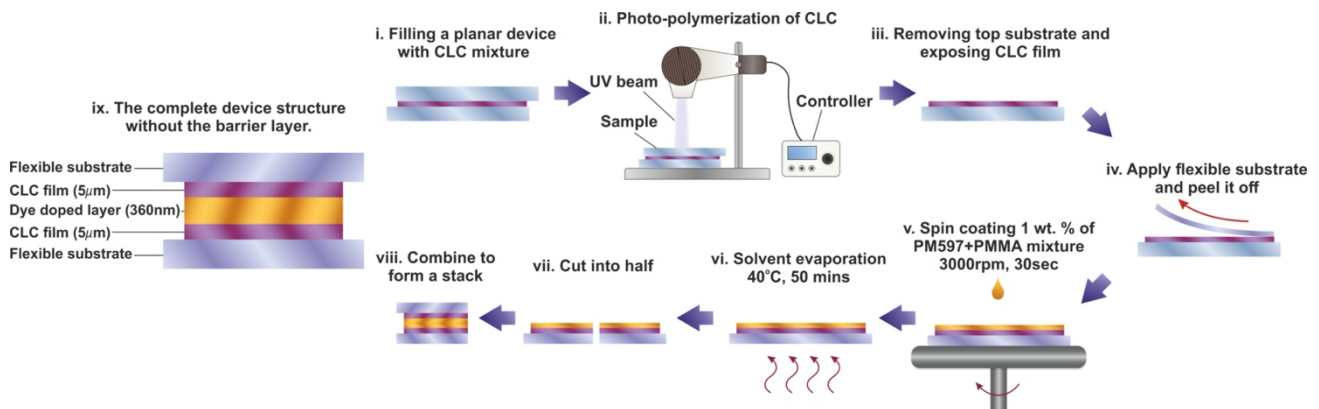 i. Filling a planar device
with CLC mixture
ii. Photo-polymerization of CLC
UV beam
Sample
Controller
iii. Removing top substrate and
exposing CLC film
iv. Apply flexible substrate
and peel it off
v. Spin coating 1 wt. % of
PM597+PMMA mixture
3000rpm, 30sec
vi. Solvent evaporation
40°C, 50 mins
vii. Cut into half
viii. Combine to
form a stack
ix. The complete device structure
without the barrier layer.
Flexible substrate
CLC film (5μm)
Dye doped layer (360nm)
CLC film (5μm)
Flexible substrate